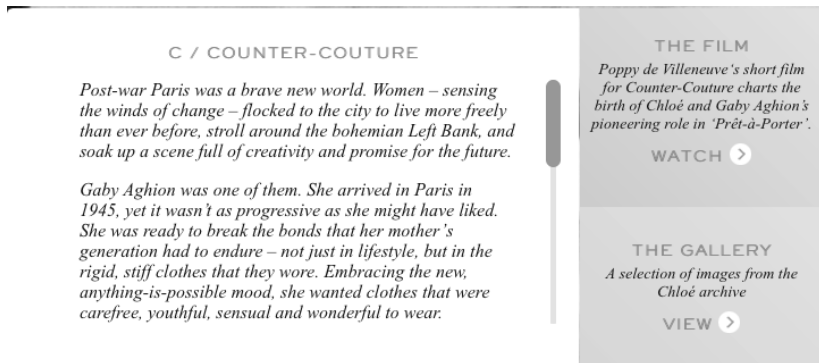 C / COUNTER-COUTURE
Post-war Paris was a brave new world. Women – sensing
the winds of change – flocked to the city to live more freely
than ever before, stroll around the bohemian Left Bank, and
soak up a scene full of creativity and promise for the future.
Gaby Aghion was one of them. She arrived in Paris in
1945, yet it wasn't as progressive as she might have liked.
She was ready to break the bonds that her mother's
generation had to endure – not just in lifestyle, but in the
rigid, stiff clothes that they wore. Embracing the new,
anything-is-possible mood, she wanted clothes that were
carefree, youthful, sensual and wonderful to wear.
THE FILM
Poppy de Villeneuve‘s short film
for Counter-Couture charts the
birth of Chloé and Gaby Aghion's
pioneering role in ‘Prêt-à-Porter’.
WATCH
THE GALLERY
A selection of images from the
Chloé archive
VIEW